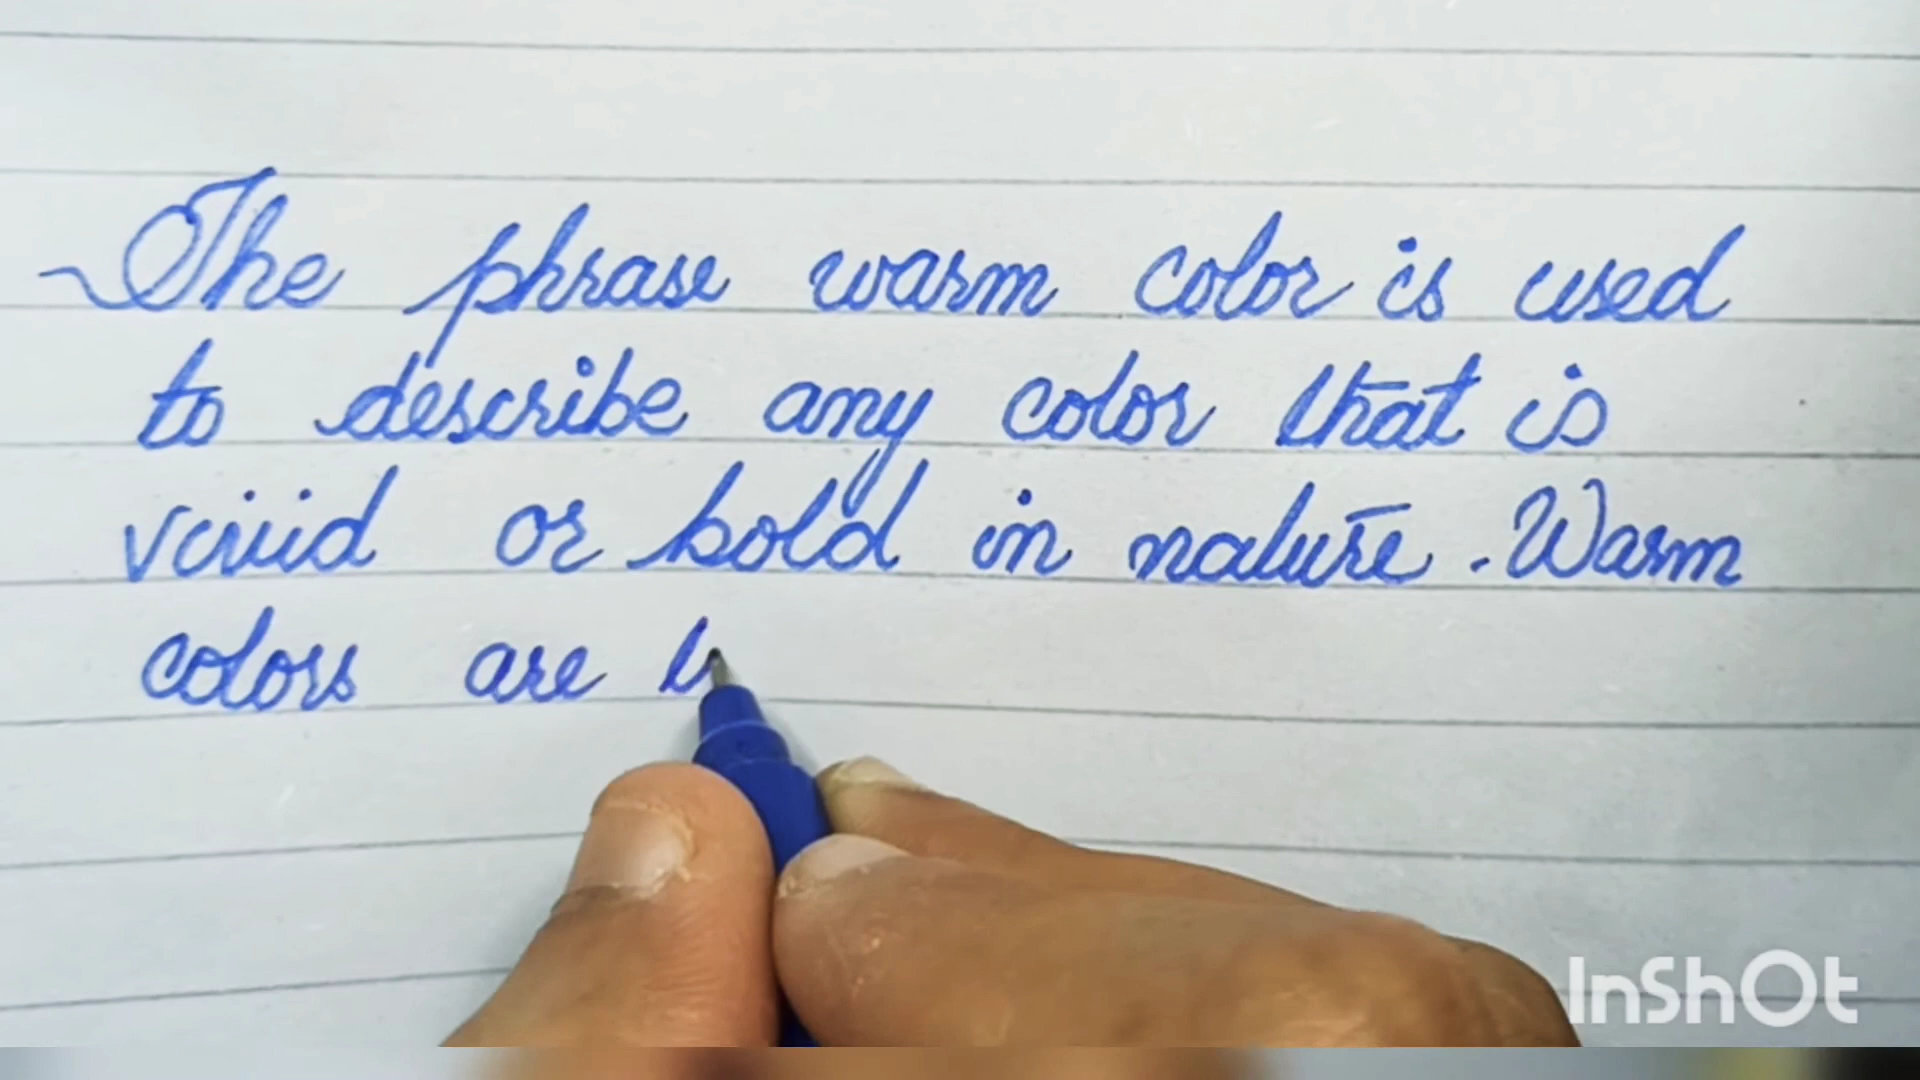 The phrase warm color is used
to describe any color that is
vivid or bold in nature. Warm
colors are
InShOt